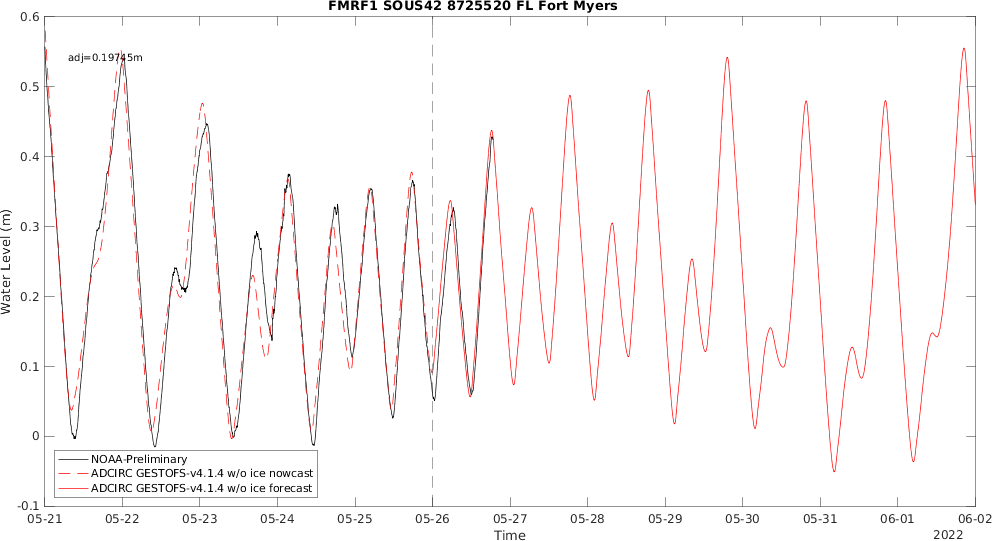 FMRF1 SOUS42 8725520 FL Fort Myers
adj=0.19745m
0.6
0.5
0.4
0.3
0.2
0.1
0
-0.1
Water Level (m)
NOAA-Preliminary
ADCIRC GESTOFS-v4.1.4 w/o ice nowcast
ADCIRC GESTOFS-v4.1.4 w/o ice forecast
05-21 05-22 05-23 05-24 05-25 05-26 05-27 05-28 05-29 05-30 05-31 06-01 06-02
Time
2022